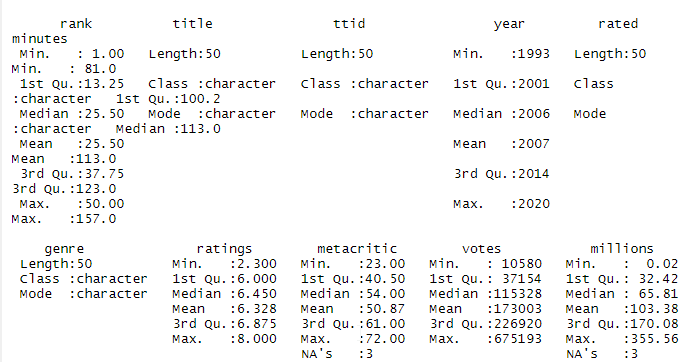 rank title ttid year rated
minutes
Min. : 1.00 Length:50 Length:50 Min. :1993 Length:50
Min. : 81.0
1st Qu.:13.25 Class :character Class :character 1st Qu.:2001 Class
:character 1st Qu.:100.2
Median :25.50 Mode :character Mode :character Median :2006 Mode
:character Median :113.0
Mean :25.50 Mean :2007
Mean :113.0
3rd Qu.:37.75 3rd Qu.:2014
3rd Qu.:123.0
Max. :50.00 Max. :2020
Max. :157.0
genre ratings metacritic votes millions
Length:50 Min. :2.300 Min. :23.00 Min. : 10580 Min. : 0.02
Class :character 1st Qu.:6.000 1st Qu.:40.50 1st Qu.: 37154 1st Qu.: 32.42
Mode :character Median :6.450 Median :54.00 Median :115328 Median : 65.81
Mean :6.328 Mean :50.87 Mean :173003 Mean :103.38
3rd Qu.:6.875 3rd Qu.:61.00 3rd Qu.:226920 3rd Qu.:170.08
Max. :8.000 Max. :72.00 Max. :675193 Max. :355.56
NA's :3 NA's :3